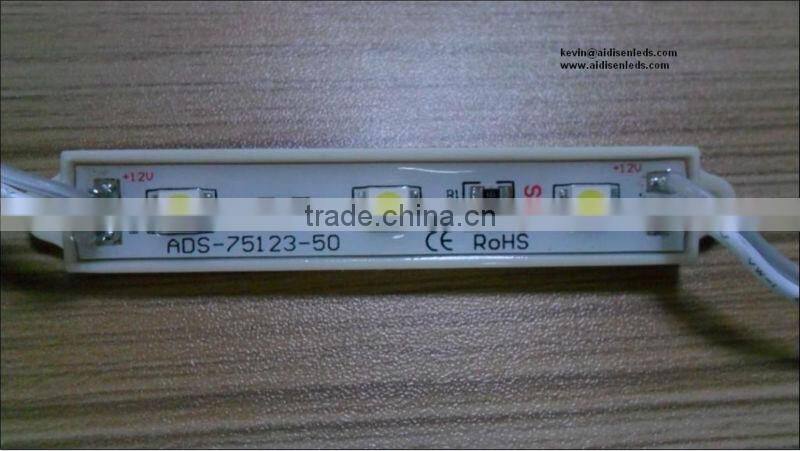 kevin@aidisenleds.com
www.aidisenleds.com
+12V
+12V
R1
S
trade.china.cn
ADS-75123-50
CE RoHS